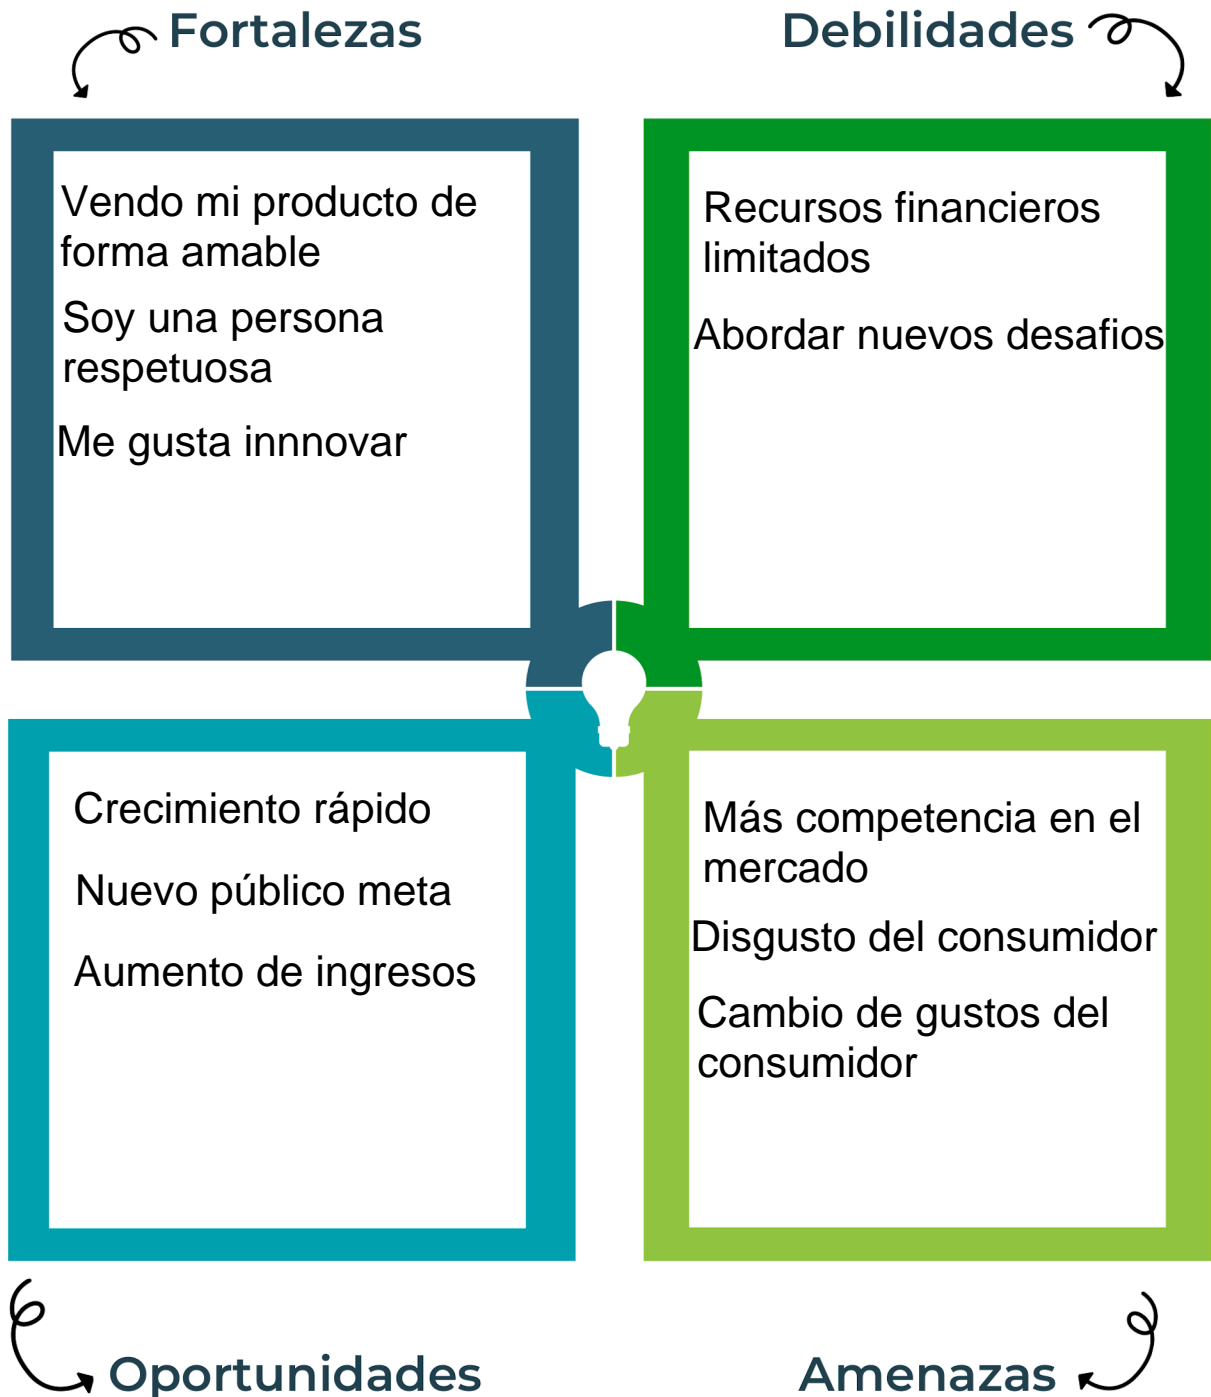 Fortalezas
Vendo mi producto de
forma amable
Soy una persona
respetuosa
Me gusta innnovar
Debilidades
Recursos financieros
limitados
Abordar nuevos desafios
Crecimiento rápido
Nuevo público meta
Aumento de ingresos
Oportunidades
Más competencia en el
mercado
Disgusto del consumidor
Cambio de gustos del
consumidor
Amenazas